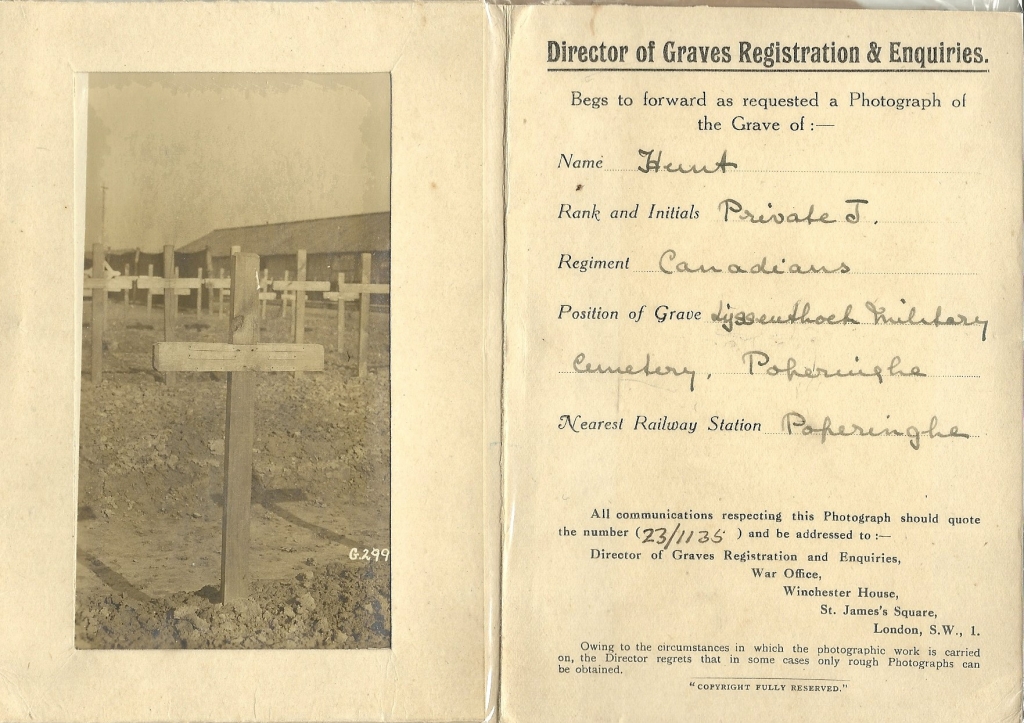 G.299
Director of Graves Registration & Enquiries.
Begs to forward as requested a Photograph of
the Grave of :—
Name Hunt
Rank and Initials Private J.
Regiment Canadians
Position of Grave Lijssenthoek Military
Cemetery, Poperinghe
Nearest Railway Station Poperinghe
All communications respecting this Photograph should quote
the number (23/1135 ) and be addressed to :—
Director of Graves Registration and Enquiries,
War Office,
Winchester House,
St. James's Square,
London, S.W., 1.
Owing to the circumstances in which the photographic work is carried
on, the Director regrets that in some cases only rough Photographs can
be obtained.
"COPYRIGHT FULLY RESERVED."